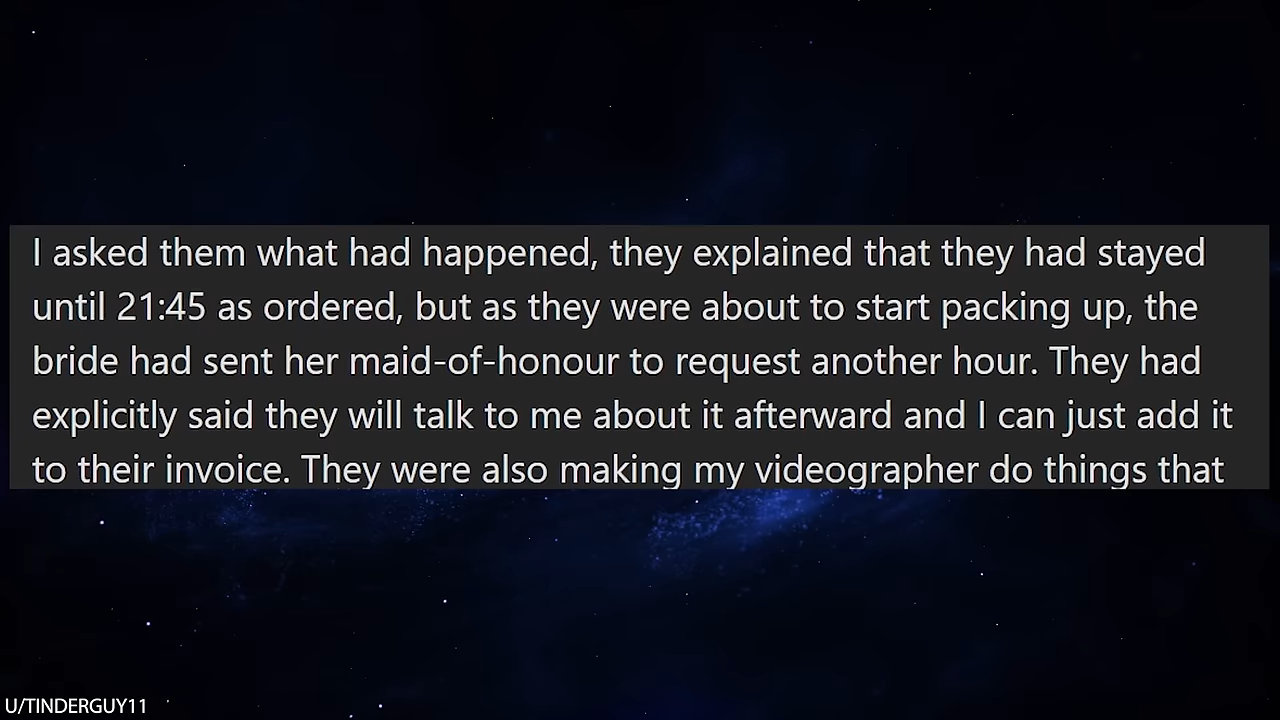 I asked them what had happened, they explained that they had stayed
until 21:45 as ordered, but as they were about to start packing up, the
bride had sent her maid-of-honour to request another hour. They had
explicitly said they will talk to me about it afterward and I can just add it
to their invoice. They were also making my videographer do things that
U/TINDERGUY11